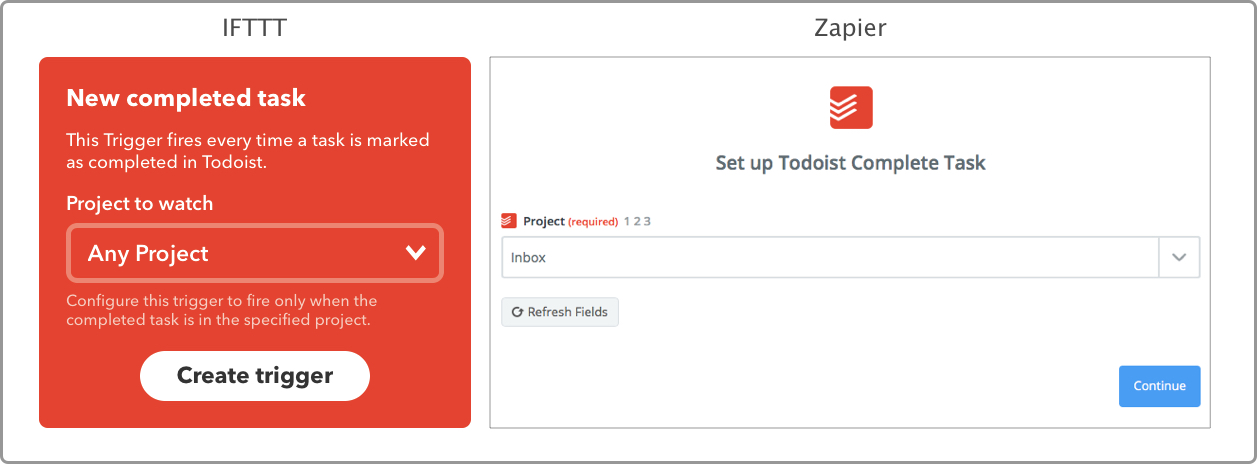 IFTTT
Zapier
New completed task
This Trigger fires every time a task is marked
as completed in Todoist.
Project to watch
Any Project
Configure this trigger to fire only when the
completed task is in the specified project.
Create trigger
Set up Todoist Complete Task
Project (required) 1 2 3
Inbox
Refresh Fields
Continue